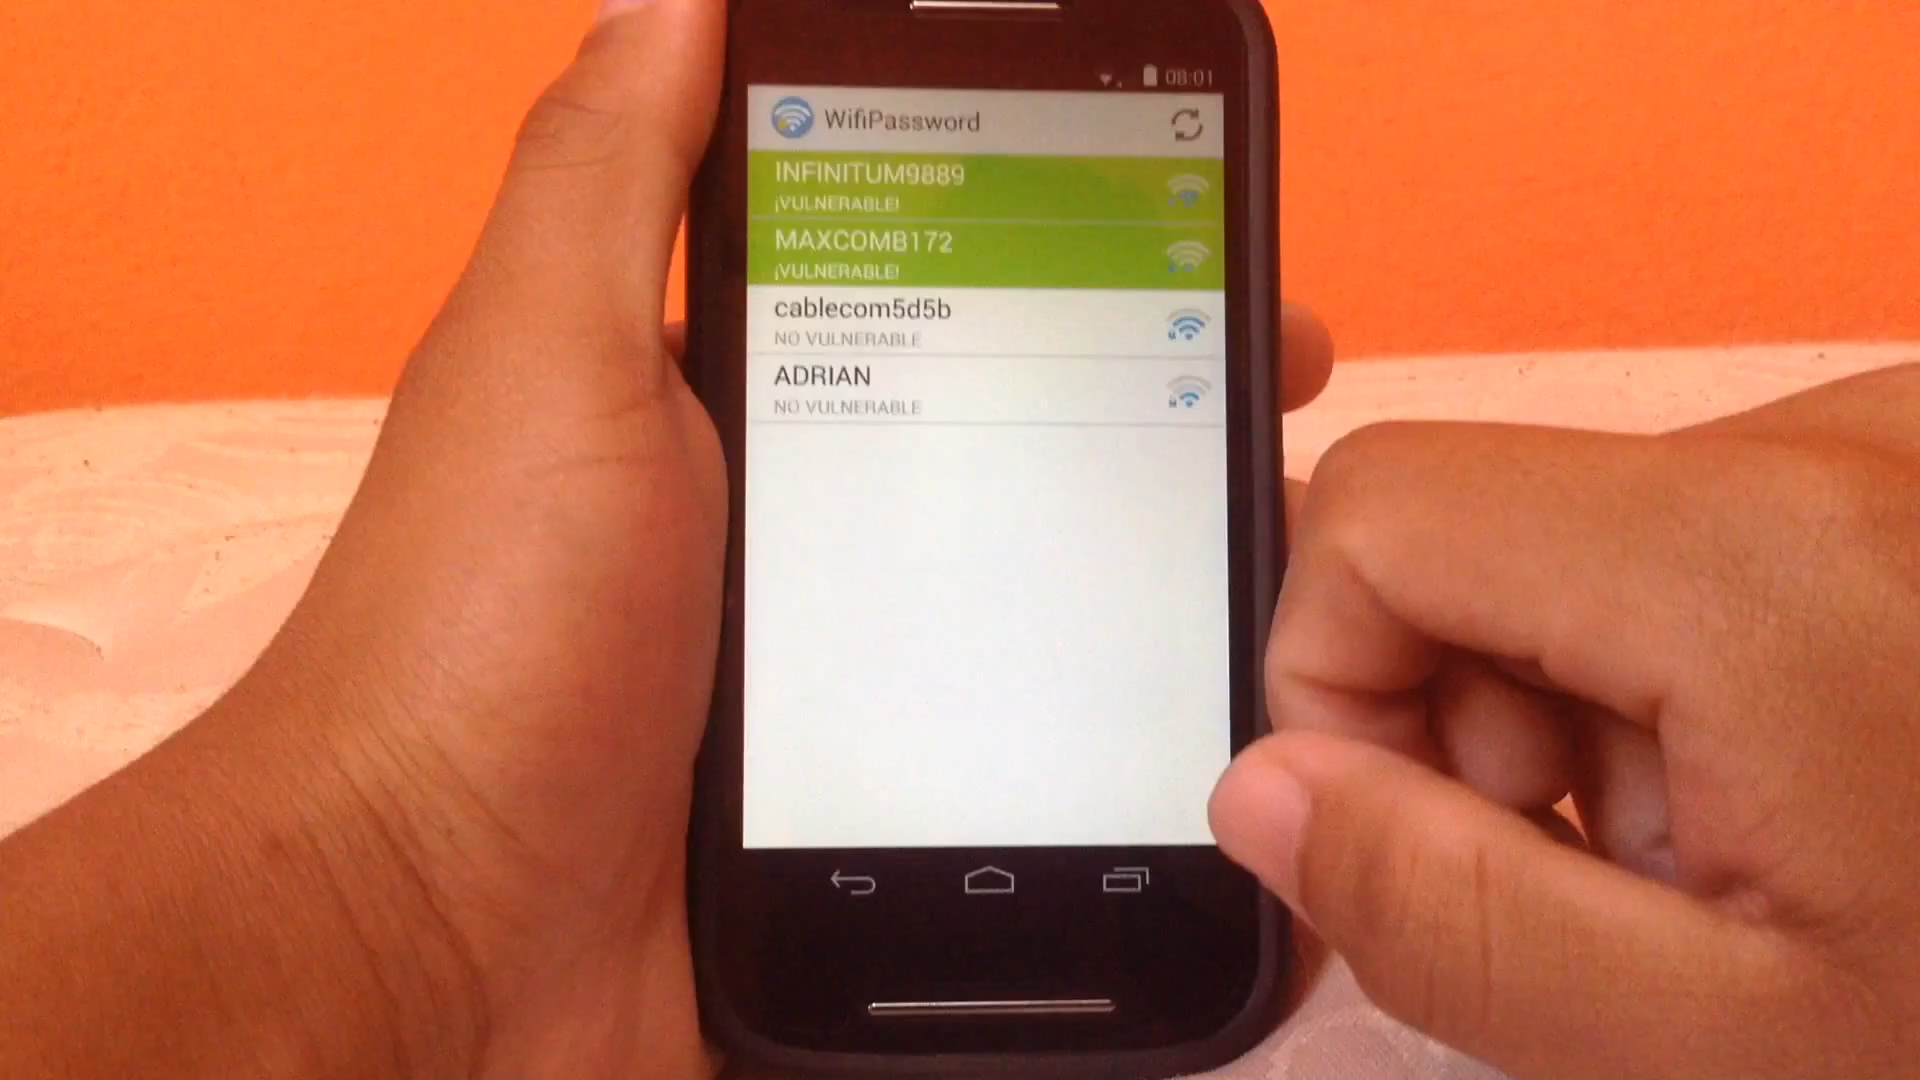 08:01
WifiPassword
INFINITUM9889
¡VULNERABLE!
MAXCOMB172
¡VULNERABLE!
cablecom5d5b
NO VULNERABLE
ADRIAN
NO VULNERABLE